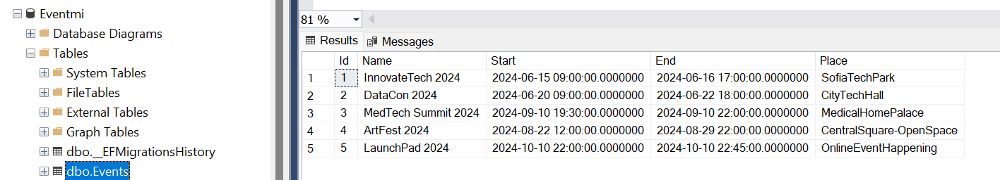 Eventmi
Database Diagrams
Tables
System Tables
FileTables
External Tables
Graph Tables
dbo.__EFMigrationsHistory
dbo.Events
81 %
Results Messages
Id Name Start End Place
1 1 InnovateTech 2024 2024-06-15 09:00:00.0000000 2024-06-16 17:00:00.0000000 SofiaTechPark
2 2 DataCon 2024 2024-06-20 09:00:00.0000000 2024-06-22 18:00:00.0000000 CityTechHall
3 3 MedTech Summit 2024 2024-09-10 19:30:00.0000000 2024-09-10 22:00:00.0000000 MedicalHomePalace
4 4 ArtFest 2024 2024-08-22 12:00:00.0000000 2024-08-29 22:00:00.0000000 CentralSquare-OpenSpace
5 5 LaunchPad 2024 2024-10-10 22:00:00.0000000 2024-10-10 22:45:00.0000000 OnlineEventHappening